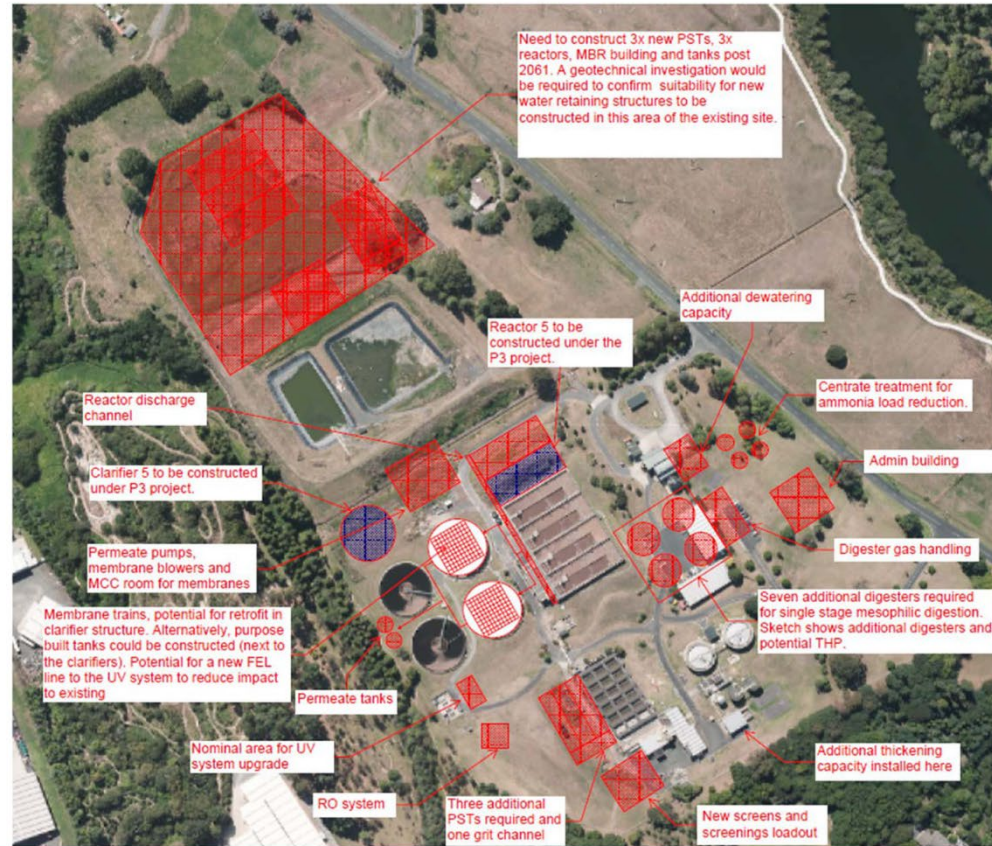 Need to construct 3x new PSTs, 3x
reactors, MBR building and tanks post
2061. A geotechnical investigation would
be required to confirm suitability for new
water retaining structures to be
constructed in this area of the existing site.
Additional dewatering
capacity
Reactor 5 to be
constructed under the
P3 project.
Centrate treatment for
ammonia load reduction.
Reactor discharge
channel
Admin building
Clarifier 5 to be constructed
under P3 project.
Digester gas handling
Permeate pumps,
membrane blowers and
MCC room for membranes
Seven additional digesters required
for single stage mesophilic digestion.
Sketch shows additional digesters and
potential THP.
Membrane trains, potential for retrofit in
clarifier structure. Alternatively, purpose
built tanks could be constructed (next to
the clarifiers). Potential for a new FEL
line to the UV system to reduce impact
to existing
Permeate tanks
Nominal area for UV
system upgrade
Additional thickening
capacity installed here
RO system
Three additional
PSTs required and
one grit channel
New screens and
screenings loadout